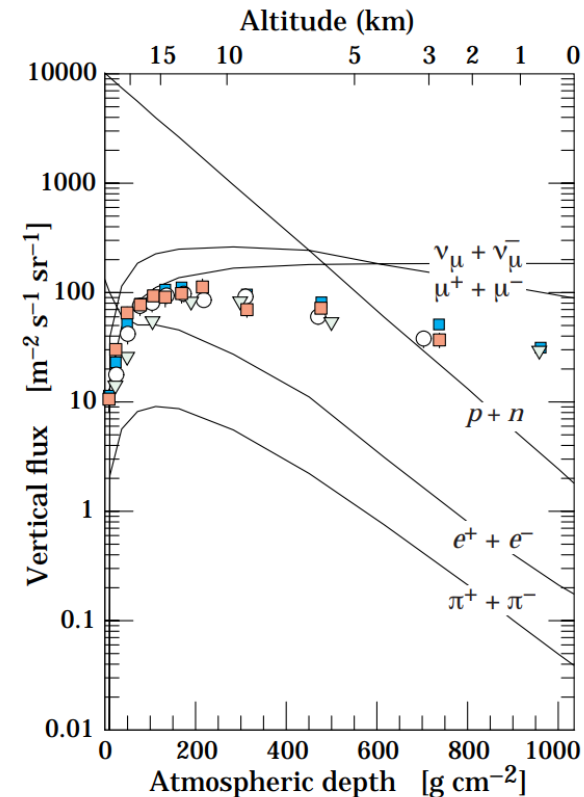 Altitude (km)
15 10 5 3 2 1 0
10000
1000
100
10
1
0.1
0.01
Vertical flux [m⁻² s⁻¹ sr⁻¹]
νμ + ν̄μ
μ⁺ + μ⁻
p + n
e⁺ + e⁻
π⁺ + π⁻
0 200 400 600 800 1000
Atmospheric depth [g cm⁻²]